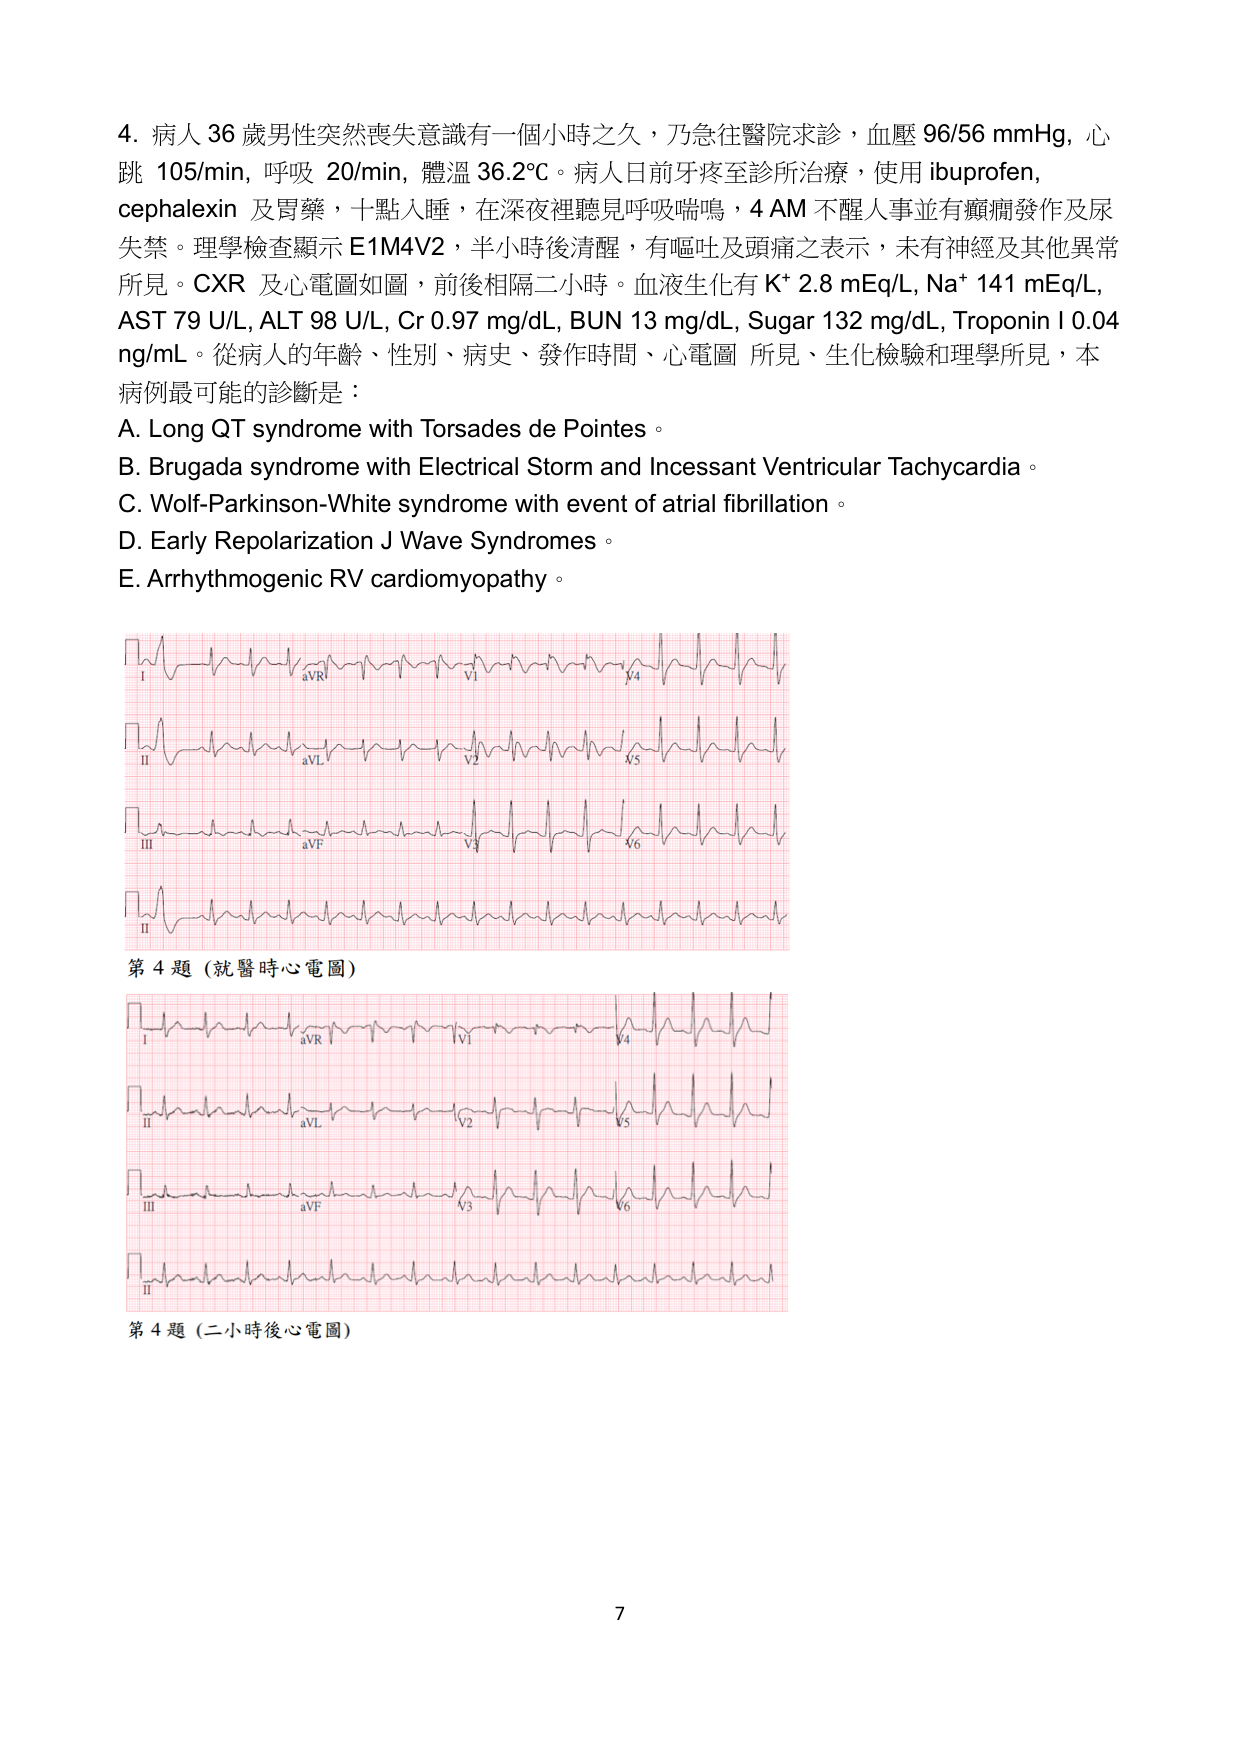 4. 病人 36 歲男性突然喪失意識有一個小時之久，乃急往醫院求診，血壓 96/56 mmHg, 心
跳 105/min, 呼吸 20/min, 體溫 36.2℃。病人日前牙疼至診所治療，使用 ibuprofen,
cephalexin 及胃藥，十點入睡，在深夜裡聽見呼吸喘鳴，4 AM 不醒人事並有癲癇發作及尿
失禁。理學檢查顯示 E1M4V2，半小時後清醒，有嘔吐及頭痛之表示，未有神經及其他異常
所見。CXR 及心電圖如圖，前後相隔二小時。血液生化有 K⁺ 2.8 mEq/L, Na⁺ 141 mEq/L,
AST 79 U/L, ALT 98 U/L, Cr 0.97 mg/dL, BUN 13 mg/dL, Sugar 132 mg/dL, Troponin I 0.04
ng/mL。從病人的年齡、性別、病史、發作時間、心電圖 所見、生化檢驗和理學所見，本
病例最可能的診斷是：
A. Long QT syndrome with Torsades de Pointes。
B. Brugada syndrome with Electrical Storm and Incessant Ventricular Tachycardia。
C. Wolf-Parkinson-White syndrome with event of atrial fibrillation。
D. Early Repolarization J Wave Syndromes。
E. Arrhythmogenic RV cardiomyopathy。
I aVR V1 V4
II aVL V2 V5
III aVF V3 V6
II
第 4 題 (就醫時心電圖)
I aVR V1 V4
II aVL V2 V5
III aVF V3 V6
II
第 4 題 (二小時後心電圖)
7